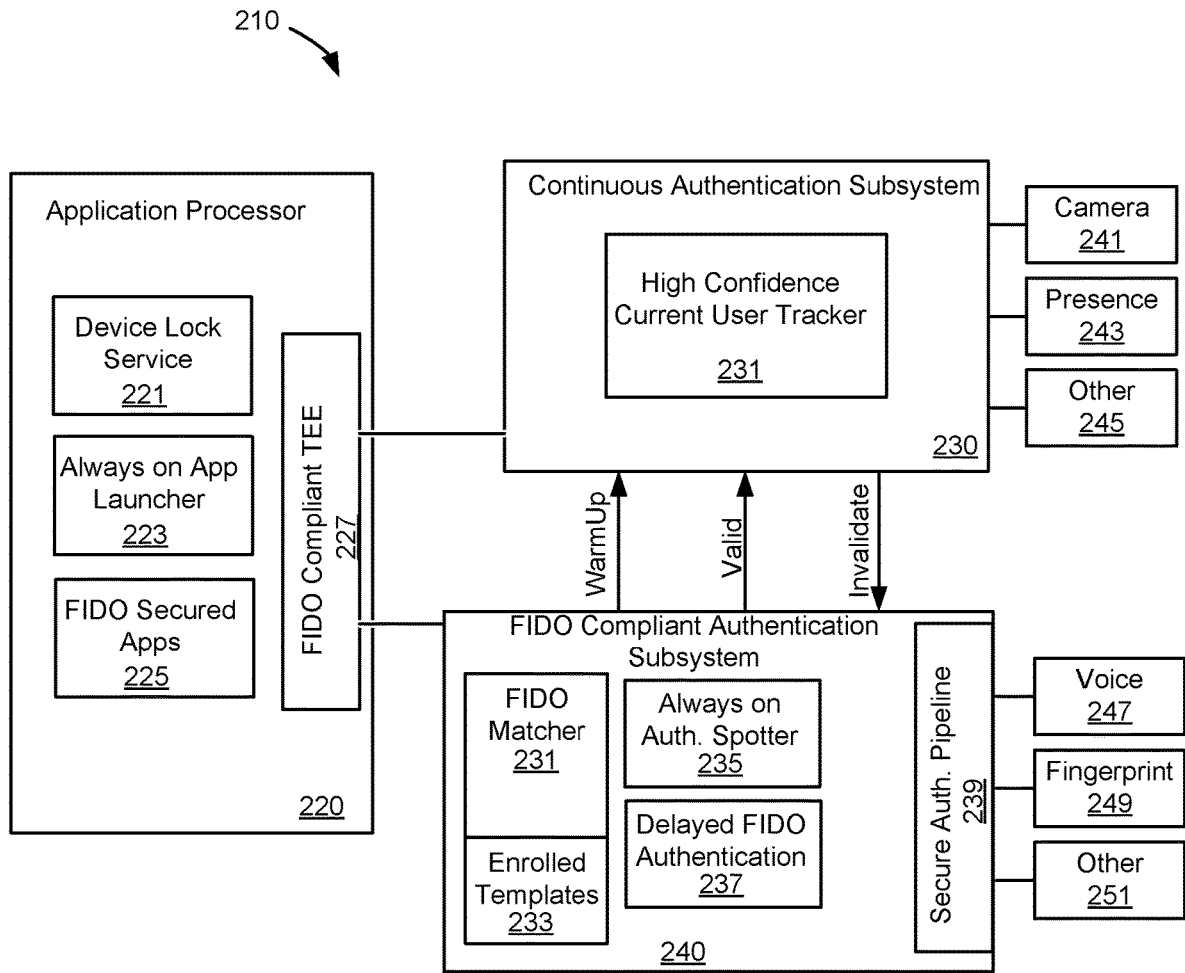 210
Application Processor
Device Lock
Service
221
Always on App
Launcher
223
FIDO Secured
Apps
225
FIDO Compliant TEE
227
220
Continuous Authentication Subsystem
High Confidence
Current User Tracker
231
230
Camera
241
Presence
243
Other
245
WarmUp
Valid
Invalidate
FIDO Compliant Authentication
Subsystem
FIDO
Matcher
231
Enrolled
Templates
233
Always on
Auth. Spotter
235
Delayed FIDO
Authentication
237
Secure Auth. Pipeline
239
240
Voice
247
Fingerprint
249
Other
251